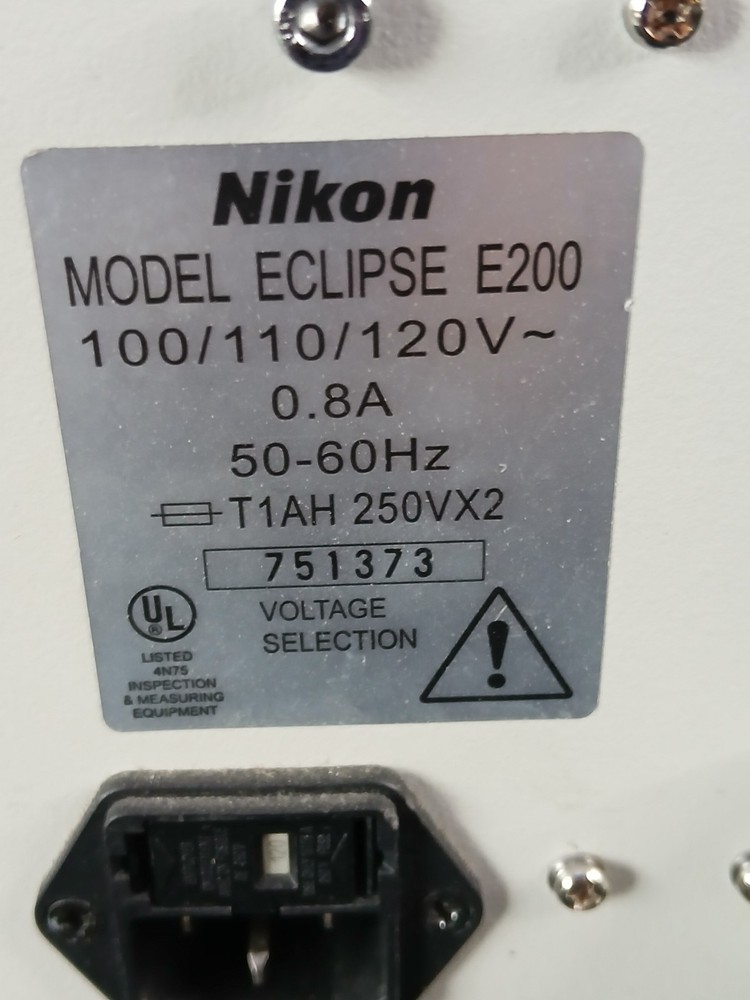 Nikon
MODEL ECLIPSE E200
100/110/120V~
0.8A
50-60Hz
T1AH 250VX2
751373
VOLTAGE
SELECTION
UL
®
LISTED
4N75
INSPECTION
& MEASURING
EQUIPMENT
!